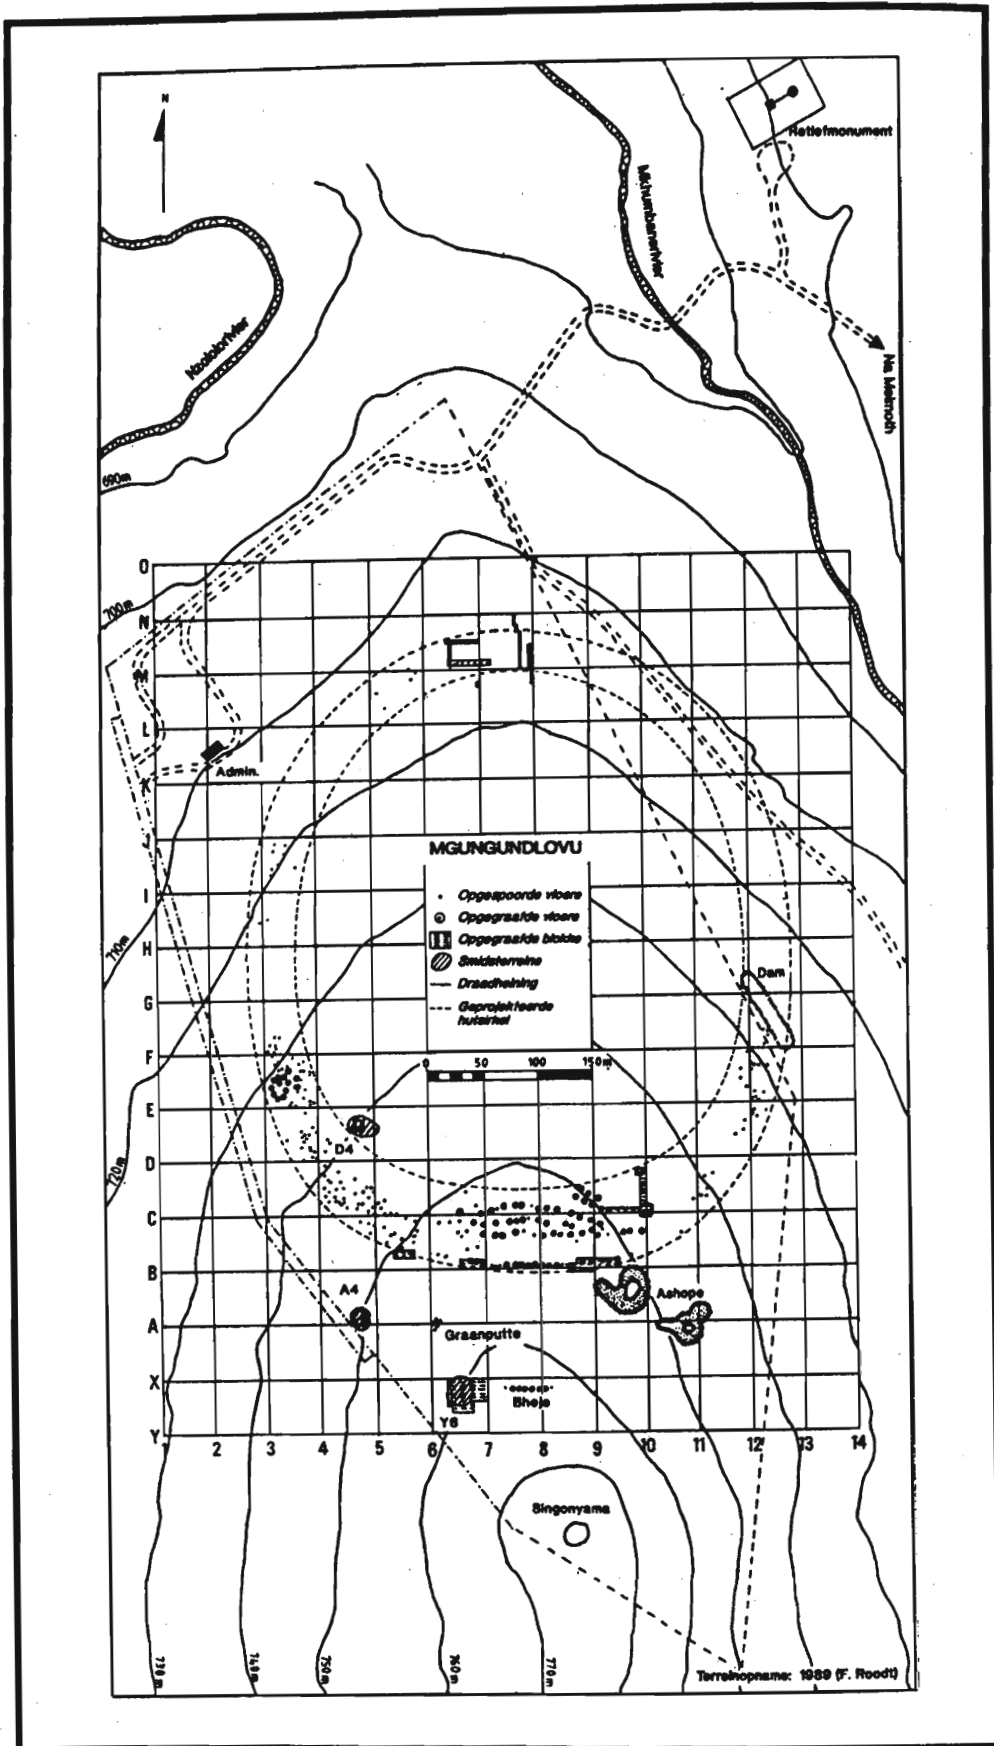 N
Retiefmonument
Mkhumbanerivier
Nzololorivier
Na Melmoth
690m
700m
710m
720m
O
N
M
L
K
J
I
H
G
F
E
D
C
B
A
X
Y
Admin.
MGUNGUNDLOVU
Opgespoorde vloere
Opgegraafde vloere
Opgegraafde blokke
Smidsterreine
Draadheining
Geprojekteerde
hutsirkel
0 50 100 150m
Dam
D4
A4
Ashope
Graanputte
Bheje
Y6
1 2 3 4 5 6 7 8 9 10 11 12 13 14
Singonyama
730m
740m
750m
760m
770m
Terreinopname: 1989 (F. Roodt)